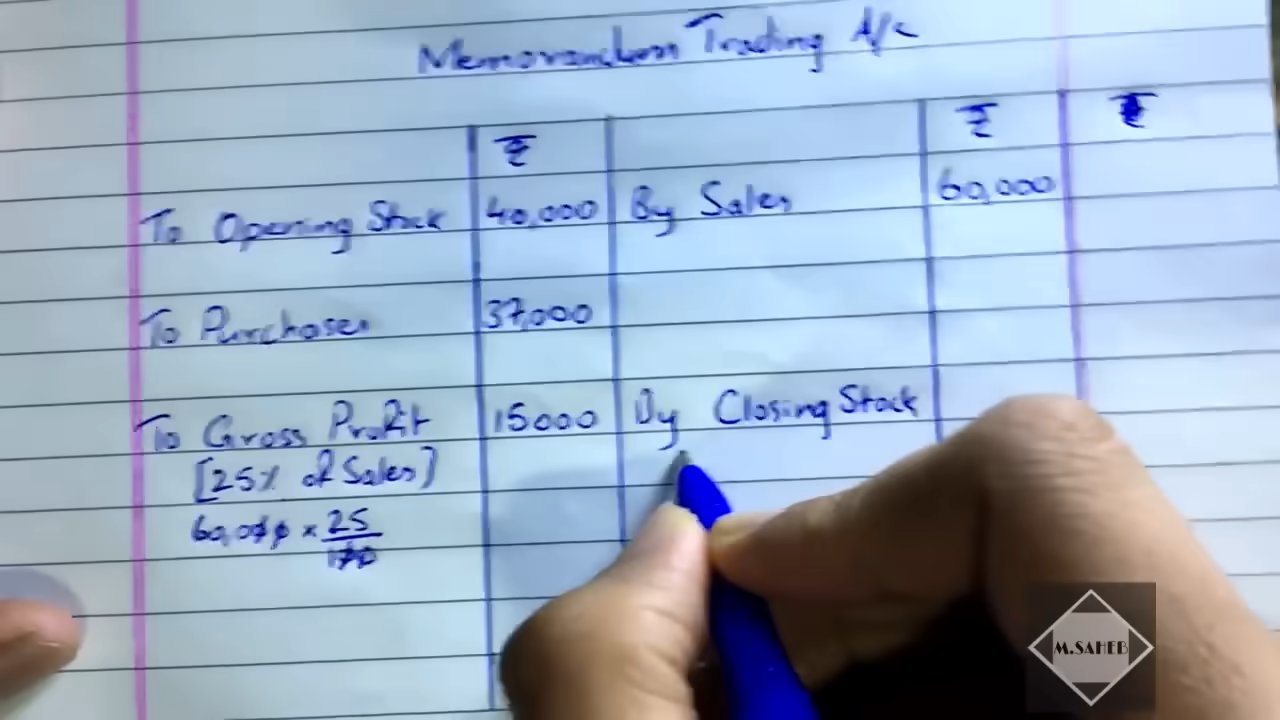 Memorandum Trading A/c
₹ ₹ ₹
To Opening Stock 40,000 By Sales 60,000
To Purchases 37,000
To Gross Profit 15000 By Closing Stock
[25% of Sales]
60,000 × 25
100
M.SAHEB